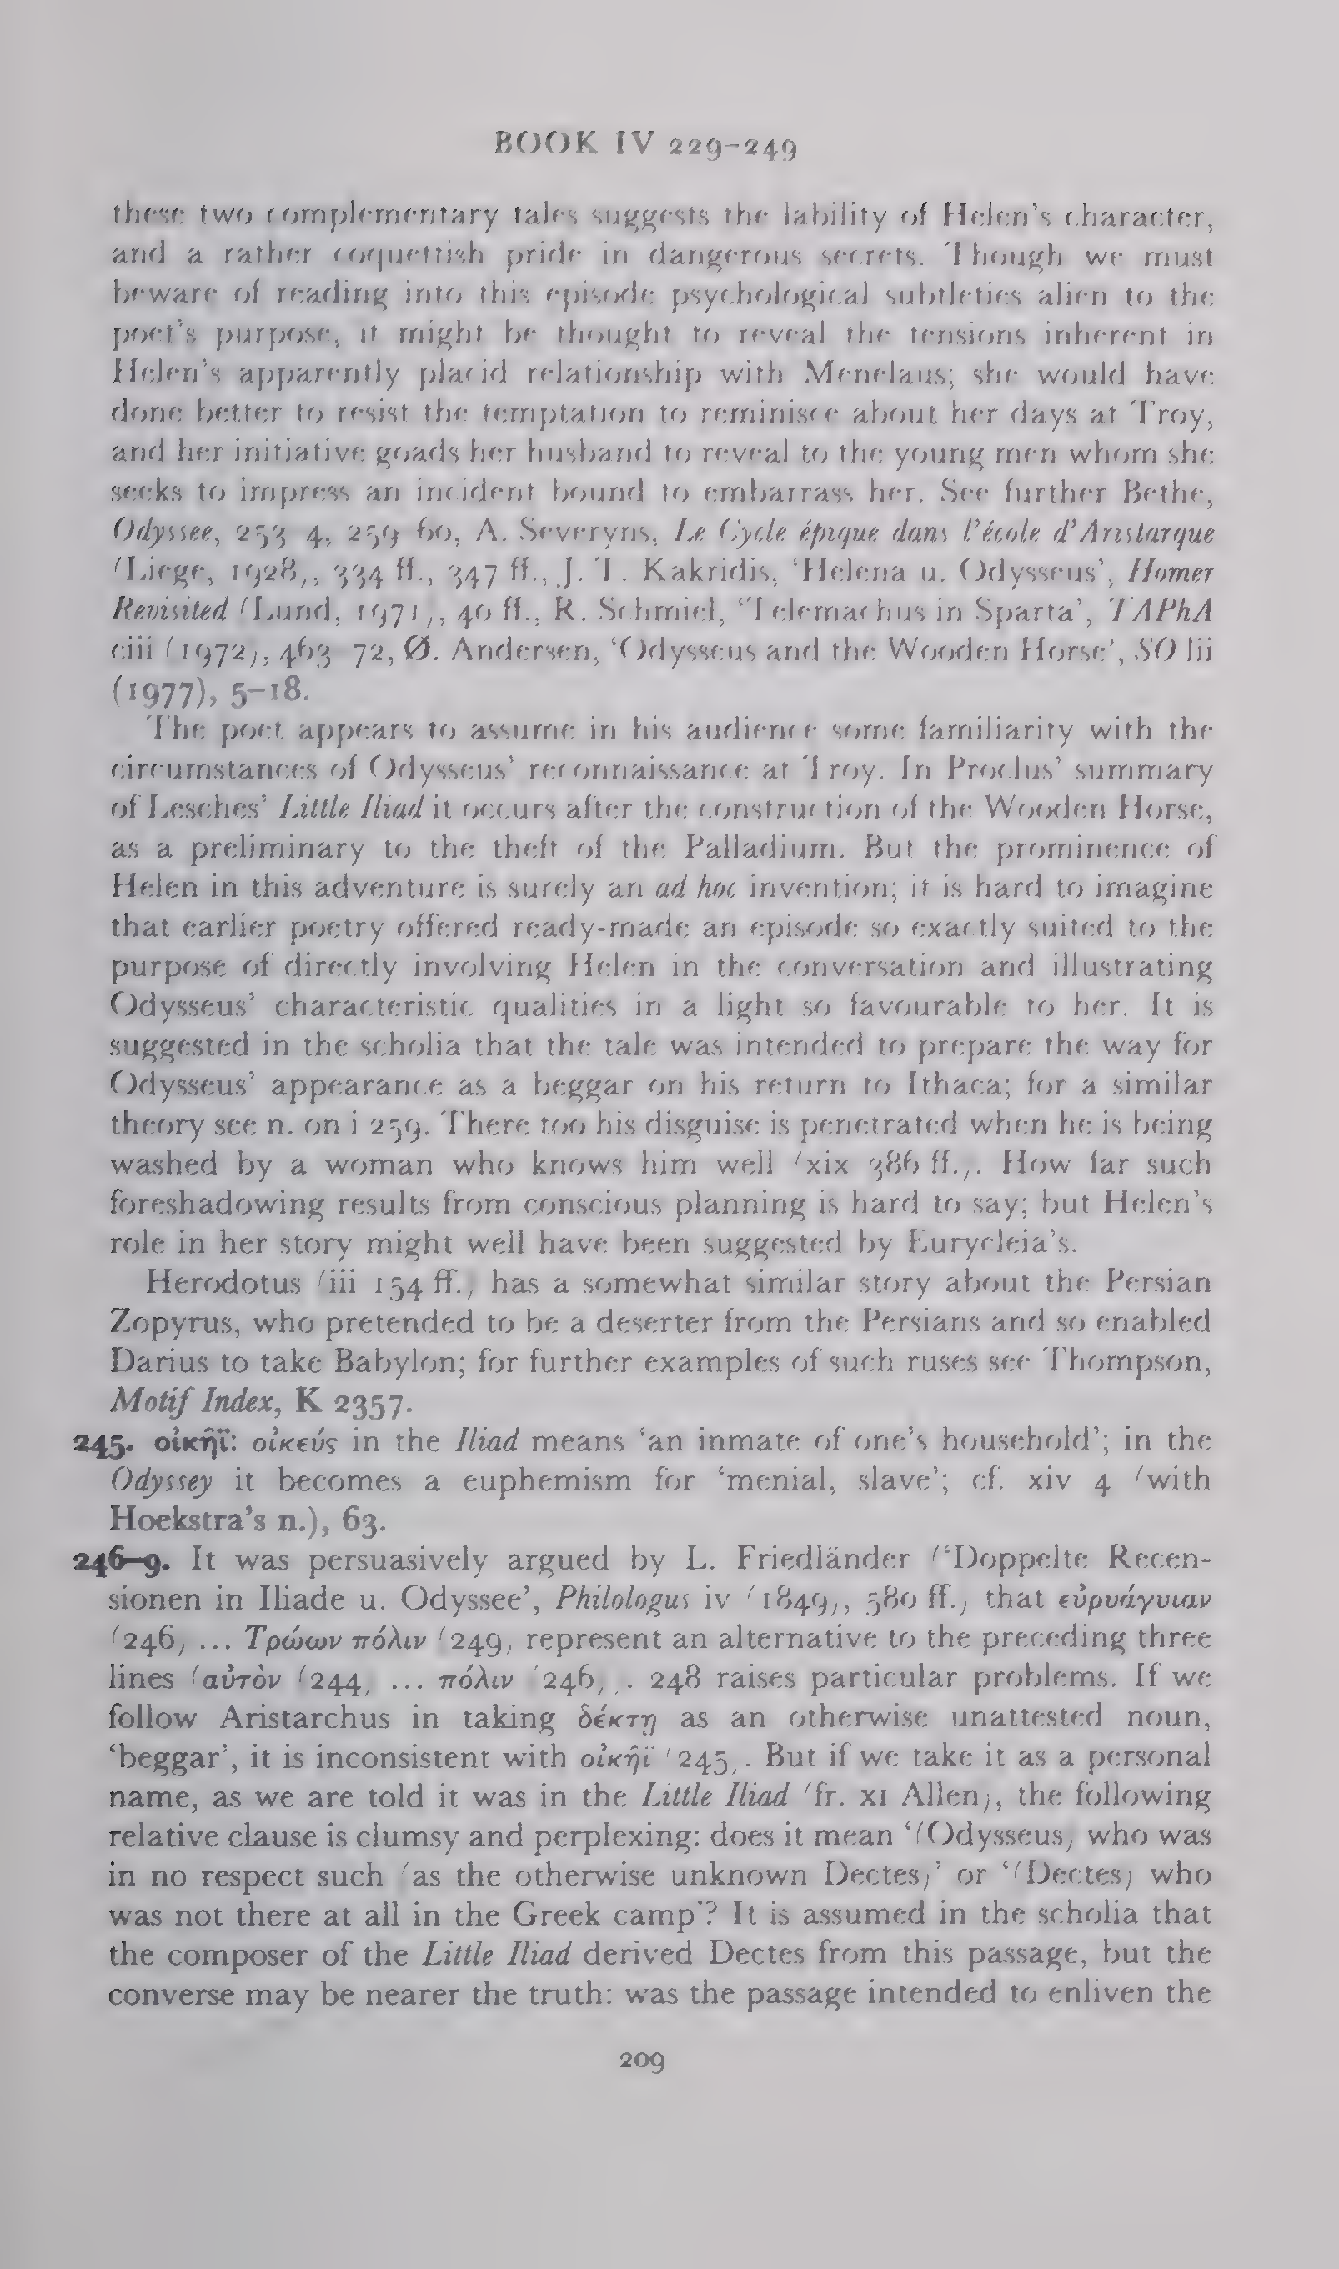 BOOK IV 229–249
these two complementary tales suggests the lability of Helen's character,
and a rather coquettish pride in dangerous secrets. Though we must
beware of reading into this episode psychological subtleties alien to the
poet's purpose, it might be thought to reveal the tensions inherent in
Helen's apparently placid relationship with Menelaus; she would have
done better to resist the temptation to reminisce about her days at Troy,
and her initiative goads her husband to reveal to the young men whom she
seeks to impress an incident bound to embarrass her. See further Bethe,
Odyssee, 253–4, 259–60, A. Severyns, Le Cycle épique dans l'école d'Aristarque
(Liège, 1928), 334 ff., 347 ff., J. T. Kakridis, 'Helena u. Odysseus', Homer
Revisited (Lund, 1971), 40 ff., R. Schmiel, 'Telemachus in Sparta', TAPhA
ciii (1972), 463–72, Ø. Andersen, 'Odysseus and the Wooden Horse', SO lii
(1977), 5–18.
The poet appears to assume in his audience some familiarity with the
circumstances of Odysseus' reconnaissance at Troy. In Proclus' summary
of Lesches' Little Iliad it occurs after the construction of the Wooden Horse,
as a preliminary to the theft of the Palladium. But the prominence of
Helen in this adventure is surely an ad hoc invention; it is hard to imagine
that earlier poetry offered ready-made an episode so exactly suited to the
purpose of directly involving Helen in the conversation and illustrating
Odysseus' characteristic qualities in a light so favourable to her. It is
suggested in the scholia that the tale was intended to prepare the way for
Odysseus' appearance as a beggar on his return to Ithaca; for a similar
theory see n. on i 259. There too his disguise is penetrated when he is being
washed by a woman who knows him well (xix 386 ff.). How far such
foreshadowing results from conscious planning is hard to say; but Helen's
role in her story might well have been suggested by Eurycleia's.
Herodotus (iii 154 ff.) has a somewhat similar story about the Persian
Zopyrus, who pretended to be a deserter from the Persians and so enabled
Darius to take Babylon; for further examples of such ruses see Thompson,
Motif Index, K 2357.
245. οἰκῆϊ: οἰκεύς in the Iliad means 'an inmate of one's household'; in the
Odyssey it becomes a euphemism for 'menial, slave'; cf. xiv 4 (with
Hoekstra's n.), 63.
246–9. It was persuasively argued by L. Friedländer ('Doppelte Recen-
sionen in Iliade u. Odyssee', Philologus iv (1849), 580 ff.) that εὐρυάγυιαν
(246) ... Τρώων πόλιν (249) represent an alternative to the preceding three
lines (αὐτὸν (244) ... πόλιν (246)). 248 raises particular problems. If we
follow Aristarchus in taking δέκτῃ as an otherwise unattested noun,
'beggar', it is inconsistent with οἰκῆϊ (245). But if we take it as a personal
name, as we are told it was in the Little Iliad (fr. xi Allen), the following
relative clause is clumsy and perplexing: does it mean '(Odysseus) who was
in no respect such (as the otherwise unknown Dectes)' or '(Dectes) who
was not there at all in the Greek camp'? It is assumed in the scholia that
the composer of the Little Iliad derived Dectes from this passage, but the
converse may be nearer the truth: was the passage intended to enliven the
209